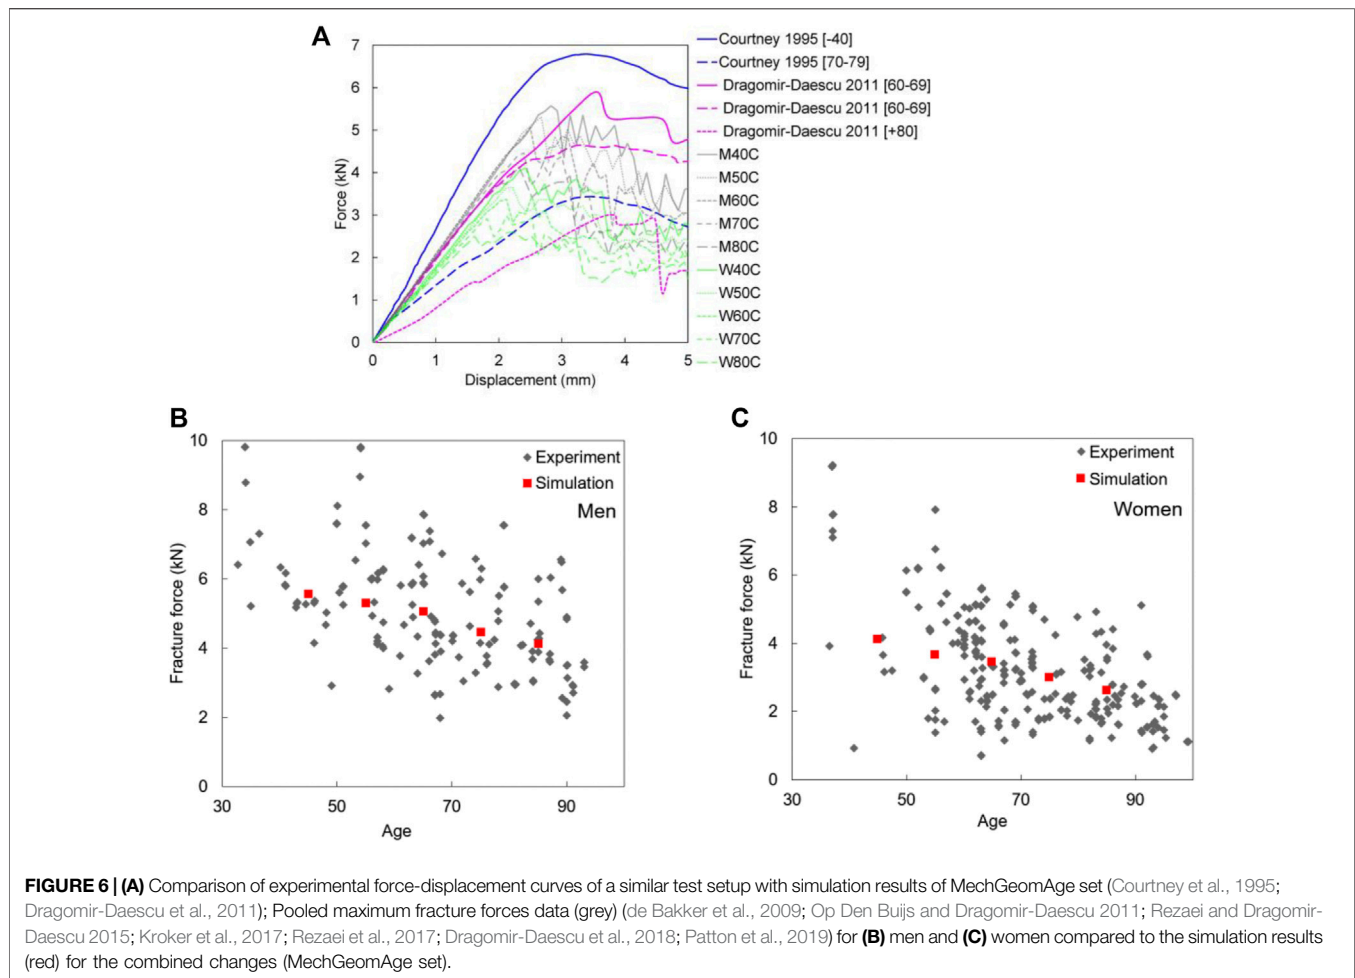 A
7
6
5
4
3
2
1
0
Force (kN)
0 1 2 3 4 5
Displacement (mm)
Courtney 1995 [-40]
Courtney 1995 [70-79]
Dragomir-Daescu 2011 [60-69]
Dragomir-Daescu 2011 [60-69]
Dragomir-Daescu 2011 [+80]
M40C
M50C
M60C
M70C
M80C
W40C
W50C
W60C
W70C
W80C
B
10
8
6
4
2
0
Fracture force (kN)
30 50 70 90
Age
Experiment
Simulation
Men
C
10
8
6
4
2
0
Fracture force (kN)
30 50 70 90
Age
Experiment
Simulation
Women
FIGURE 6 | (A) Comparison of experimental force-displacement curves of a similar test setup with simulation results of MechGeomAge set (Courtney et al., 1995;
Dragomir-Daescu et al., 2011); Pooled maximum fracture forces data (grey) (de Bakker et al., 2009; Op Den Buijs and Dragomir-Daescu 2011; Rezaei and Dragomir-
Daescu 2015; Kroker et al., 2017; Rezaei et al., 2017; Dragomir-Daescu et al., 2018; Patton et al., 2019) for (B) men and (C) women compared to the simulation results
(red) for the combined changes (MechGeomAge set).